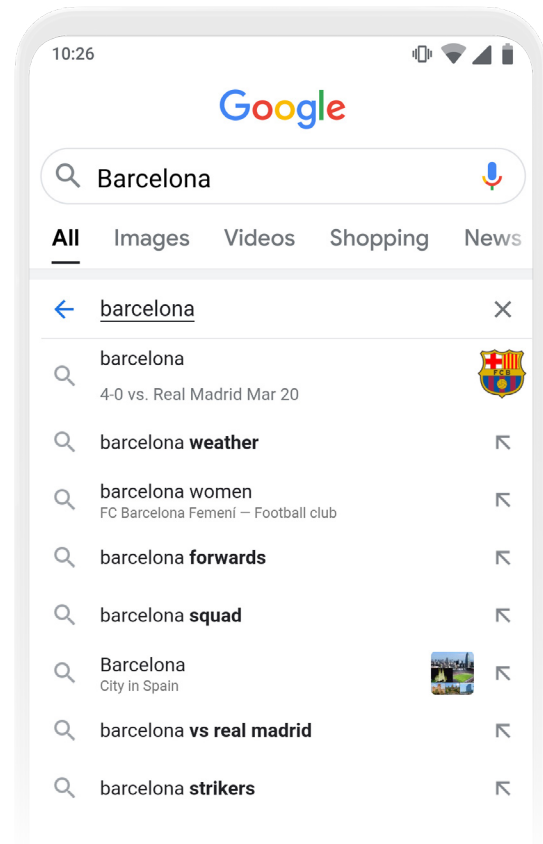 10:26
Google
Barcelona
All Images Videos Shopping News
barcelona
barcelona
4-0 vs. Real Madrid Mar 20
FCB
barcelona weather
barcelona women
FC Barcelona Femení — Football club
barcelona forwards
barcelona squad
Barcelona
City in Spain
barcelona vs real madrid
barcelona strikers